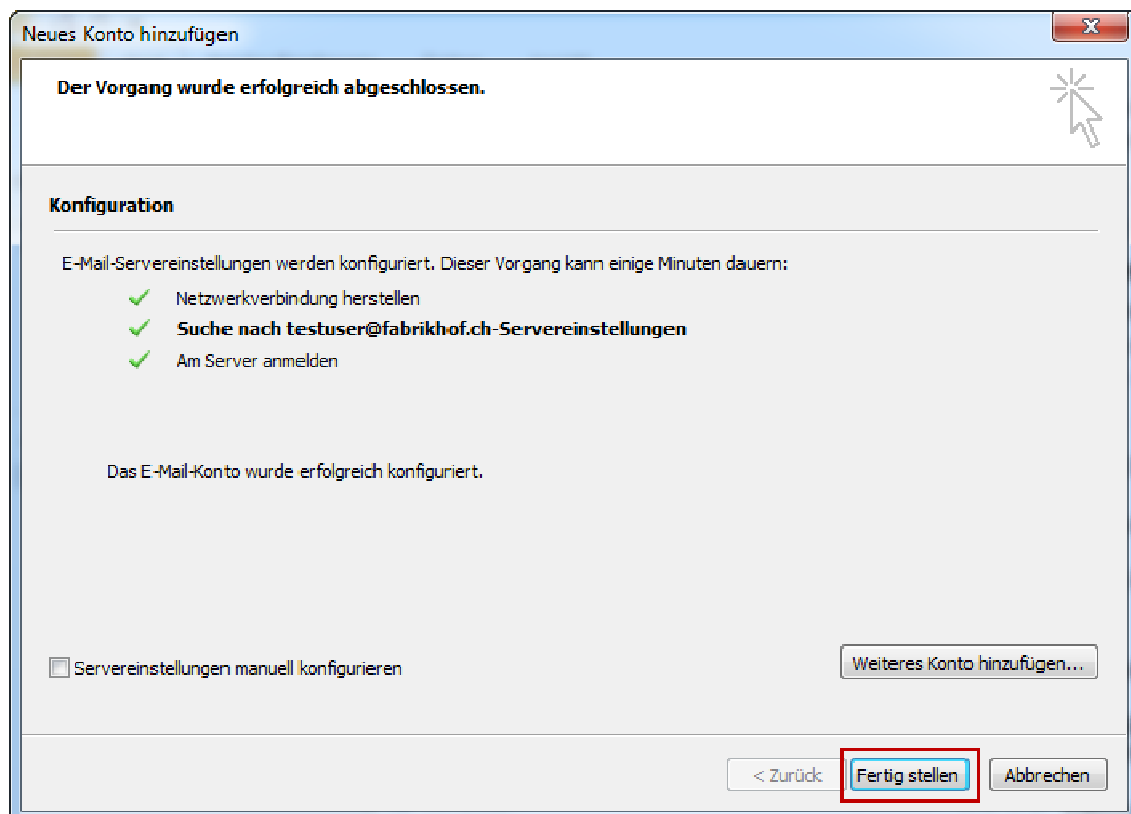 Neues Konto hinzufügen
Der Vorgang wurde erfolgreich abgeschlossen.
Konfiguration
E-Mail-Servereinstellungen werden konfiguriert. Dieser Vorgang kann einige Minuten dauern:
Netzwerkverbindung herstellen
Suche nach testuser@fabrikhof.ch-Servereinstellungen
Am Server anmelden
Das E-Mail-Konto wurde erfolgreich konfiguriert.
Servereinstellungen manuell konfigurieren
Weiteres Konto hinzufügen...
< Zurück Fertig stellen Abbrechen